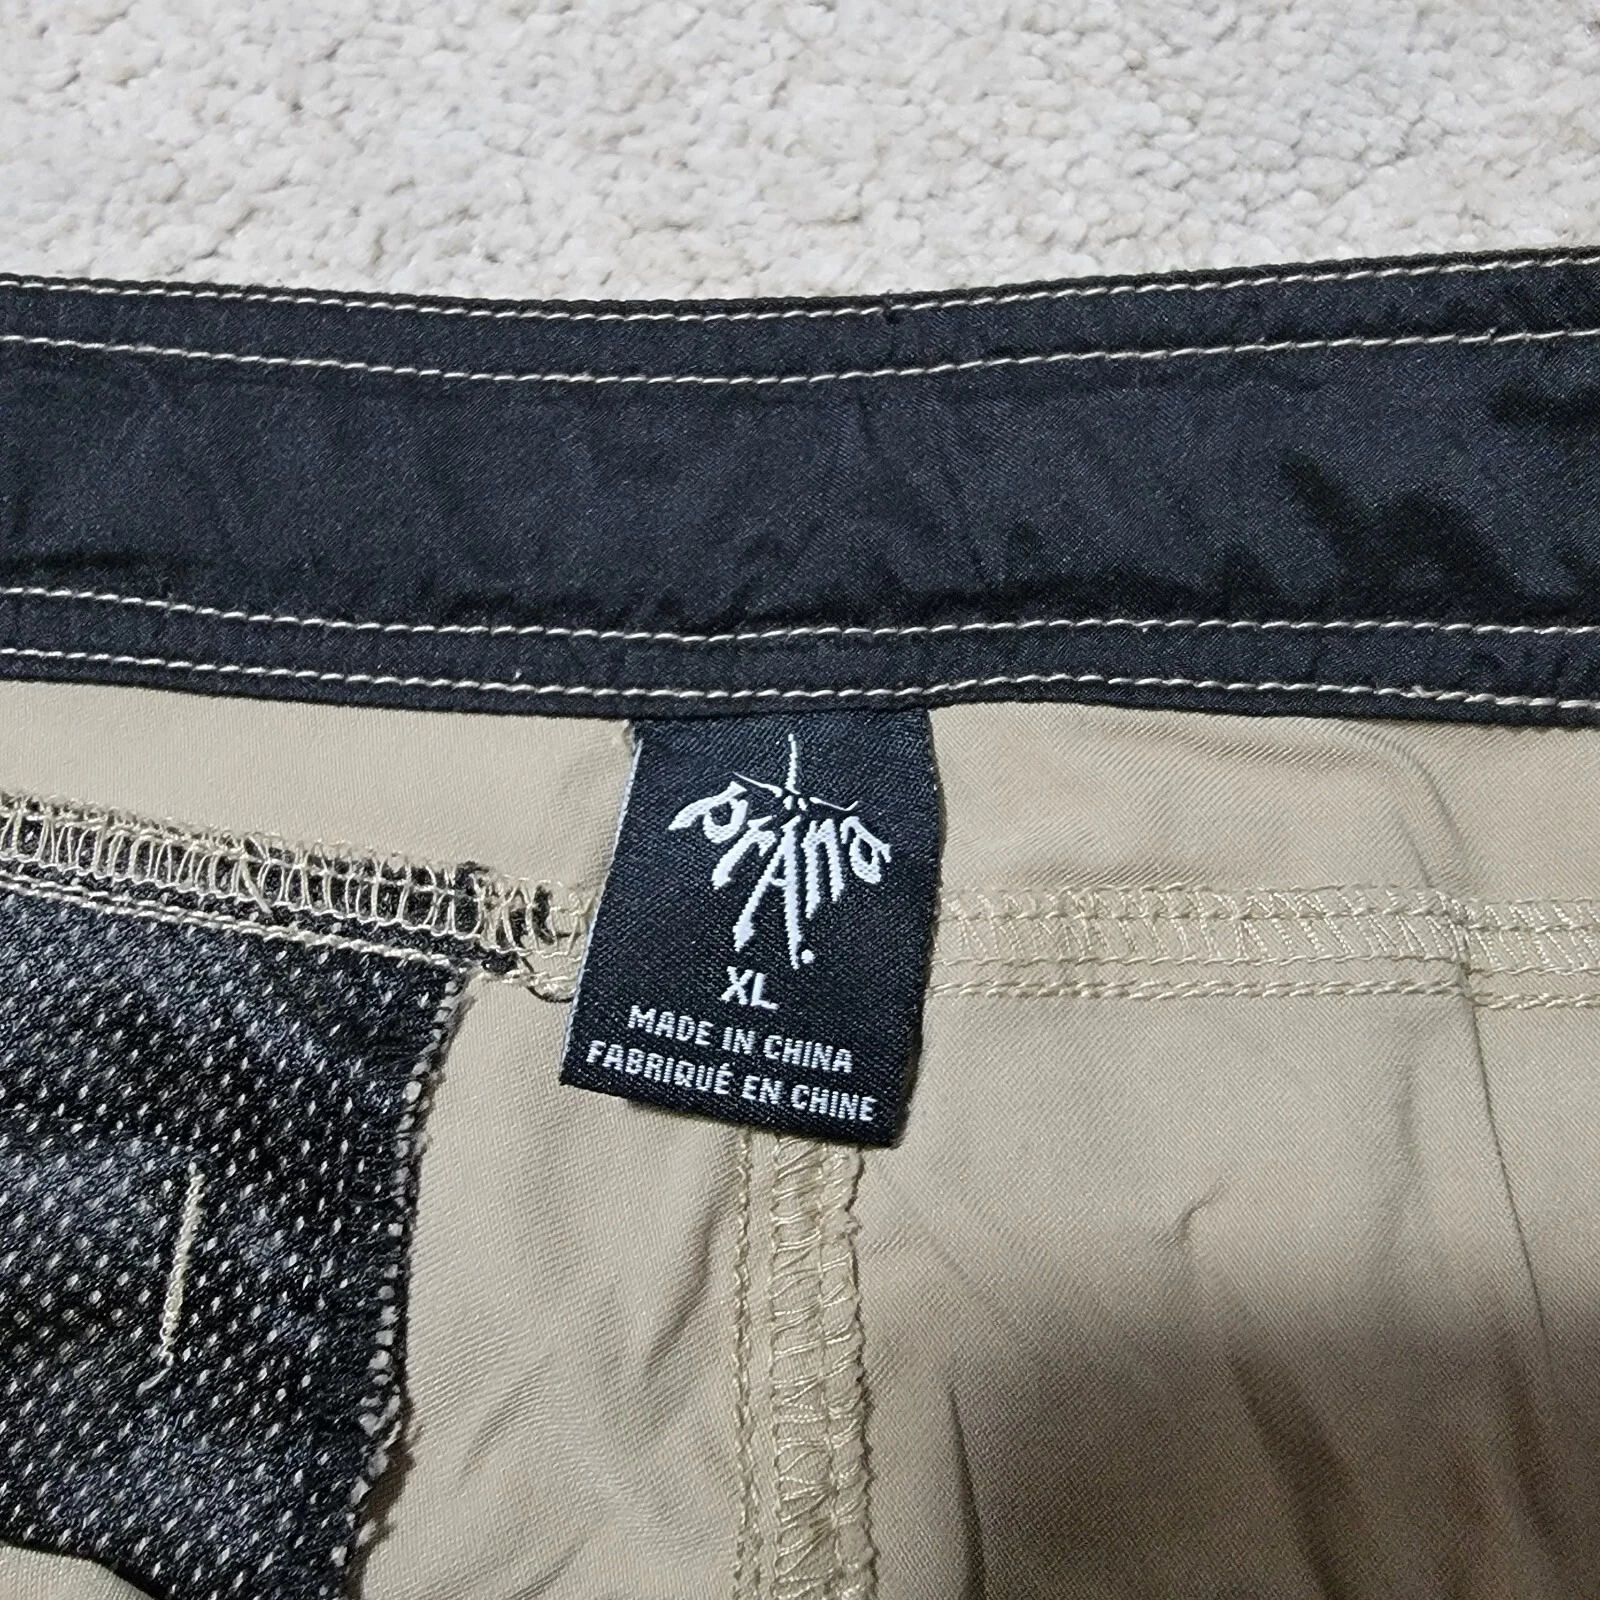 prAna
XL
MADE IN CHINA
FABRIQUÉ EN CHINE